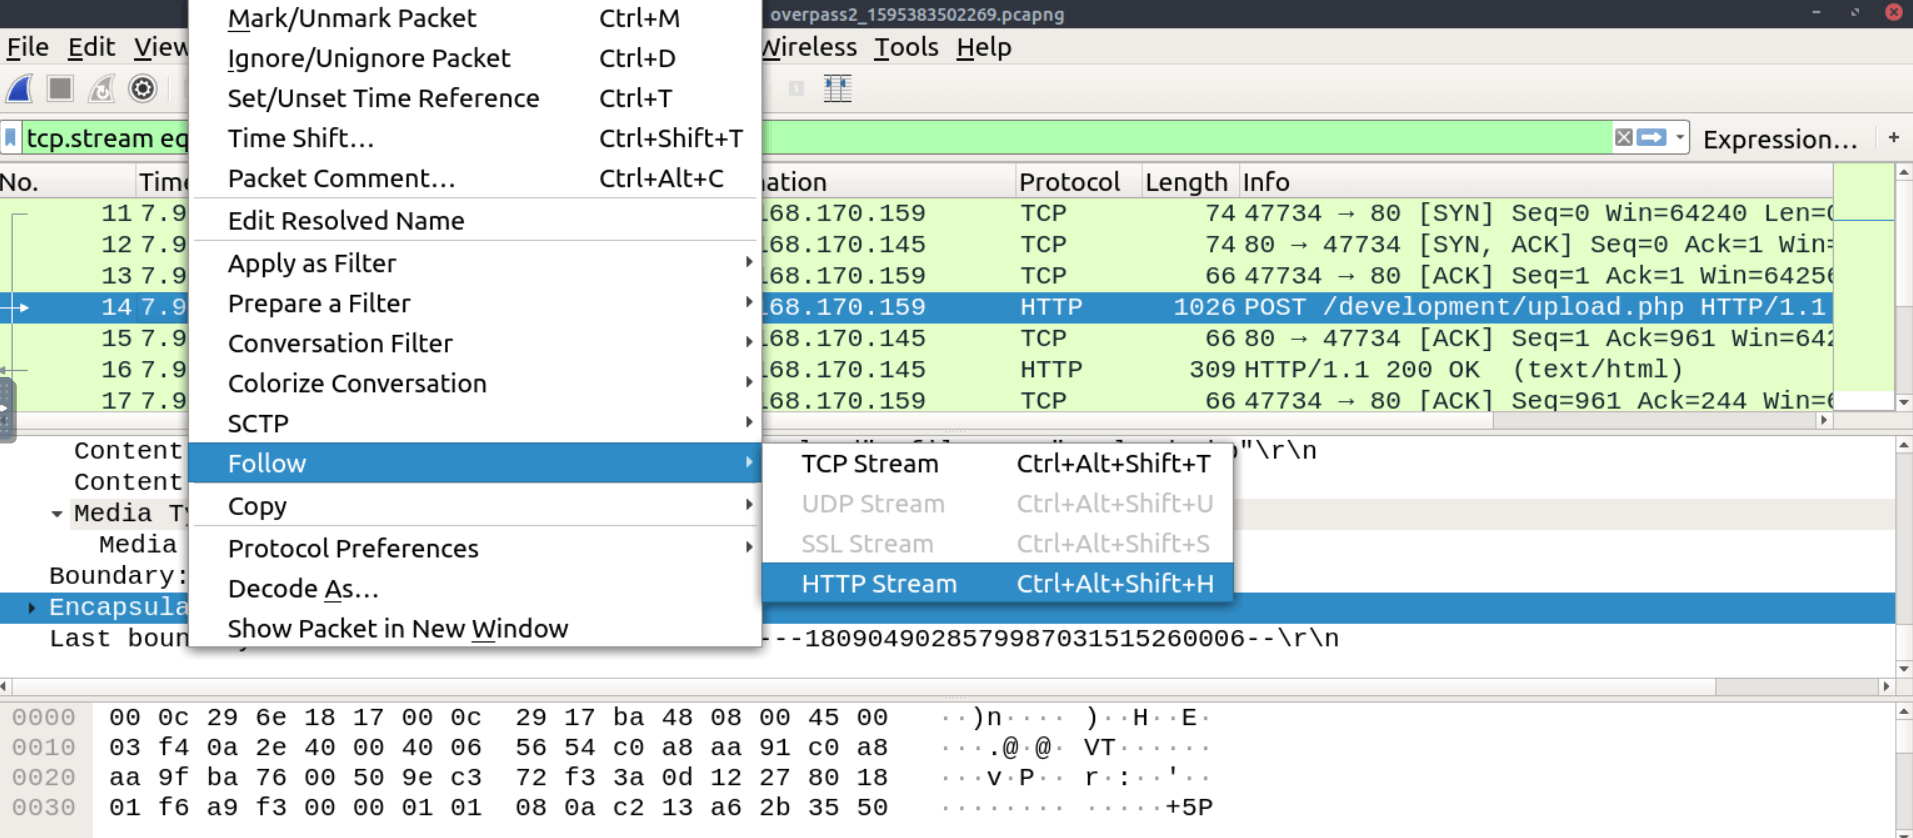 overpass2_1595383502269.pcapng
File Edit View Wireless Tools Help
Mark/Unmark Packet Ctrl+M
Ignore/Unignore Packet Ctrl+D
Set/Unset Time Reference Ctrl+T
Time Shift… Ctrl+Shift+T
Packet Comment… Ctrl+Alt+C
Edit Resolved Name
Apply as Filter
Prepare a Filter
Conversation Filter
Colorize Conversation
SCTP
Follow
Copy
Protocol Preferences
Decode As…
Show Packet in New Window
TCP Stream Ctrl+Alt+Shift+T
UDP Stream Ctrl+Alt+Shift+U
SSL Stream Ctrl+Alt+Shift+S
HTTP Stream Ctrl+Alt+Shift+H
tcp.stream eq Expression… +
No. Time nation Protocol Length Info
11 7.9 168.170.159 TCP 74 47734 → 80 [SYN] Seq=0 Win=64240 Len=0
12 7.9 168.170.145 TCP 74 80 → 47734 [SYN, ACK] Seq=0 Ack=1 Win=
13 7.9 168.170.159 TCP 66 47734 → 80 [ACK] Seq=1 Ack=1 Win=64256
14 7.9 168.170.159 HTTP 1026 POST /development/upload.php HTTP/1.1
15 7.9 168.170.145 TCP 66 80 → 47734 [ACK] Seq=1 Ack=961 Win=642
16 7.9 168.170.145 HTTP 309 HTTP/1.1 200 OK (text/html)
17 7.9 168.170.159 TCP 66 47734 → 80 [ACK] Seq=961 Ack=244 Win=6
Content "\r\n
Content
Media Ty
Media
Boundary:
Encapsula
Last boun ---1809049028579987031515260006--\r\n
0000 00 0c 29 6e 18 17 00 0c 29 17 ba 48 08 00 45 00 ··)n···· )··H··E·
0010 03 f4 0a 2e 40 00 40 06 56 54 c0 a8 aa 91 c0 a8 ···.@·@· VT······
0020 aa 9f ba 76 00 50 9e c3 72 f3 3a 0d 12 27 80 18 ···v·P·· r·:··'··
0030 01 f6 a9 f3 00 00 01 01 08 0a c2 13 a6 2b 35 50 ········ ·····+5P